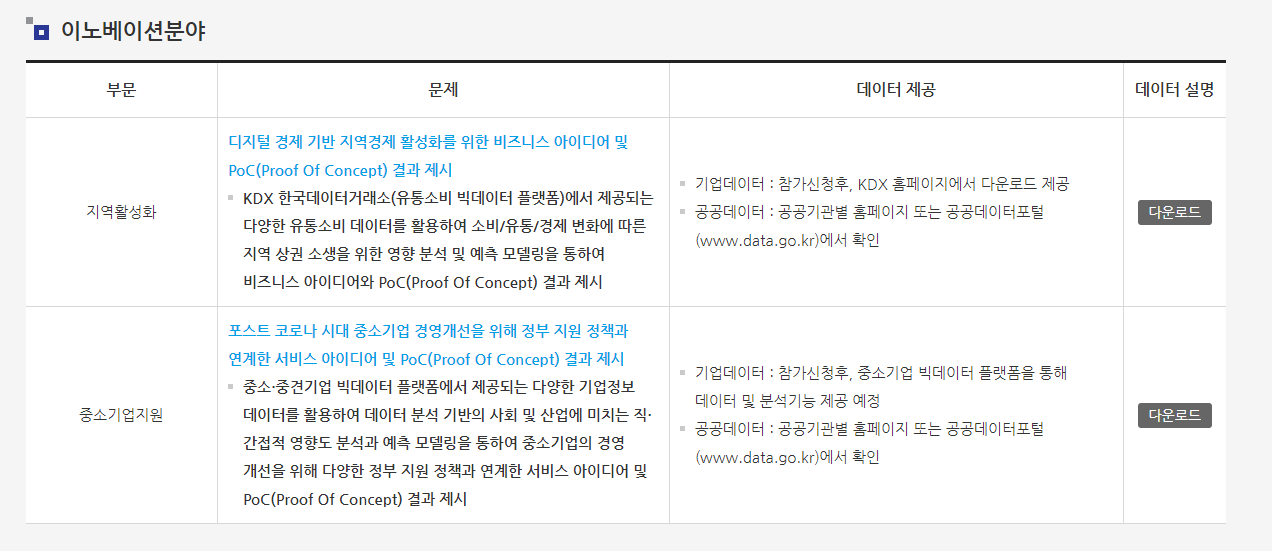 이노베이션분야
부문
문제
데이터 제공
데이터 설명
지역활성화
디지털 경제 기반 지역경제 활성화를 위한 비즈니스 아이디어 및
PoC(Proof Of Concept) 결과 제시
KDX 한국데이터거래소(유통소비 빅데이터 플랫폼)에서 제공되는
다양한 유통소비 데이터를 활용하여 소비/유통/경제 변화에 따른
지역 상권 소생을 위한 영향 분석 및 예측 모델링을 통하여
비즈니스 아이디어와 PoC(Proof Of Concept) 결과 제시
기업데이터 : 참가신청후, KDX 홈페이지에서 다운로드 제공
공공데이터 : 공공기관별 홈페이지 또는 공공데이터포털
(www.data.go.kr)에서 확인
다운로드
중소기업지원
포스트 코로나 시대 중소기업 경영개선을 위해 정부 지원 정책과
연계한 서비스 아이디어 및 PoC(Proof Of Concept) 결과 제시
중소·중견기업 빅데이터 플랫폼에서 제공되는 다양한 기업정보
데이터를 활용하여 데이터 분석 기반의 사회 및 산업에 미치는 직·
간접적 영향도 분석과 예측 모델링을 통하여 중소기업의 경영
개선을 위해 다양한 정부 지원 정책과 연계한 서비스 아이디어 및
PoC(Proof Of Concept) 결과 제시
기업데이터 : 참가신청후, 중소기업 빅데이터 플랫폼을 통해
데이터 및 분석기능 제공 예정
공공데이터 : 공공기관별 홈페이지 또는 공공데이터포털
(www.data.go.kr)에서 확인
다운로드